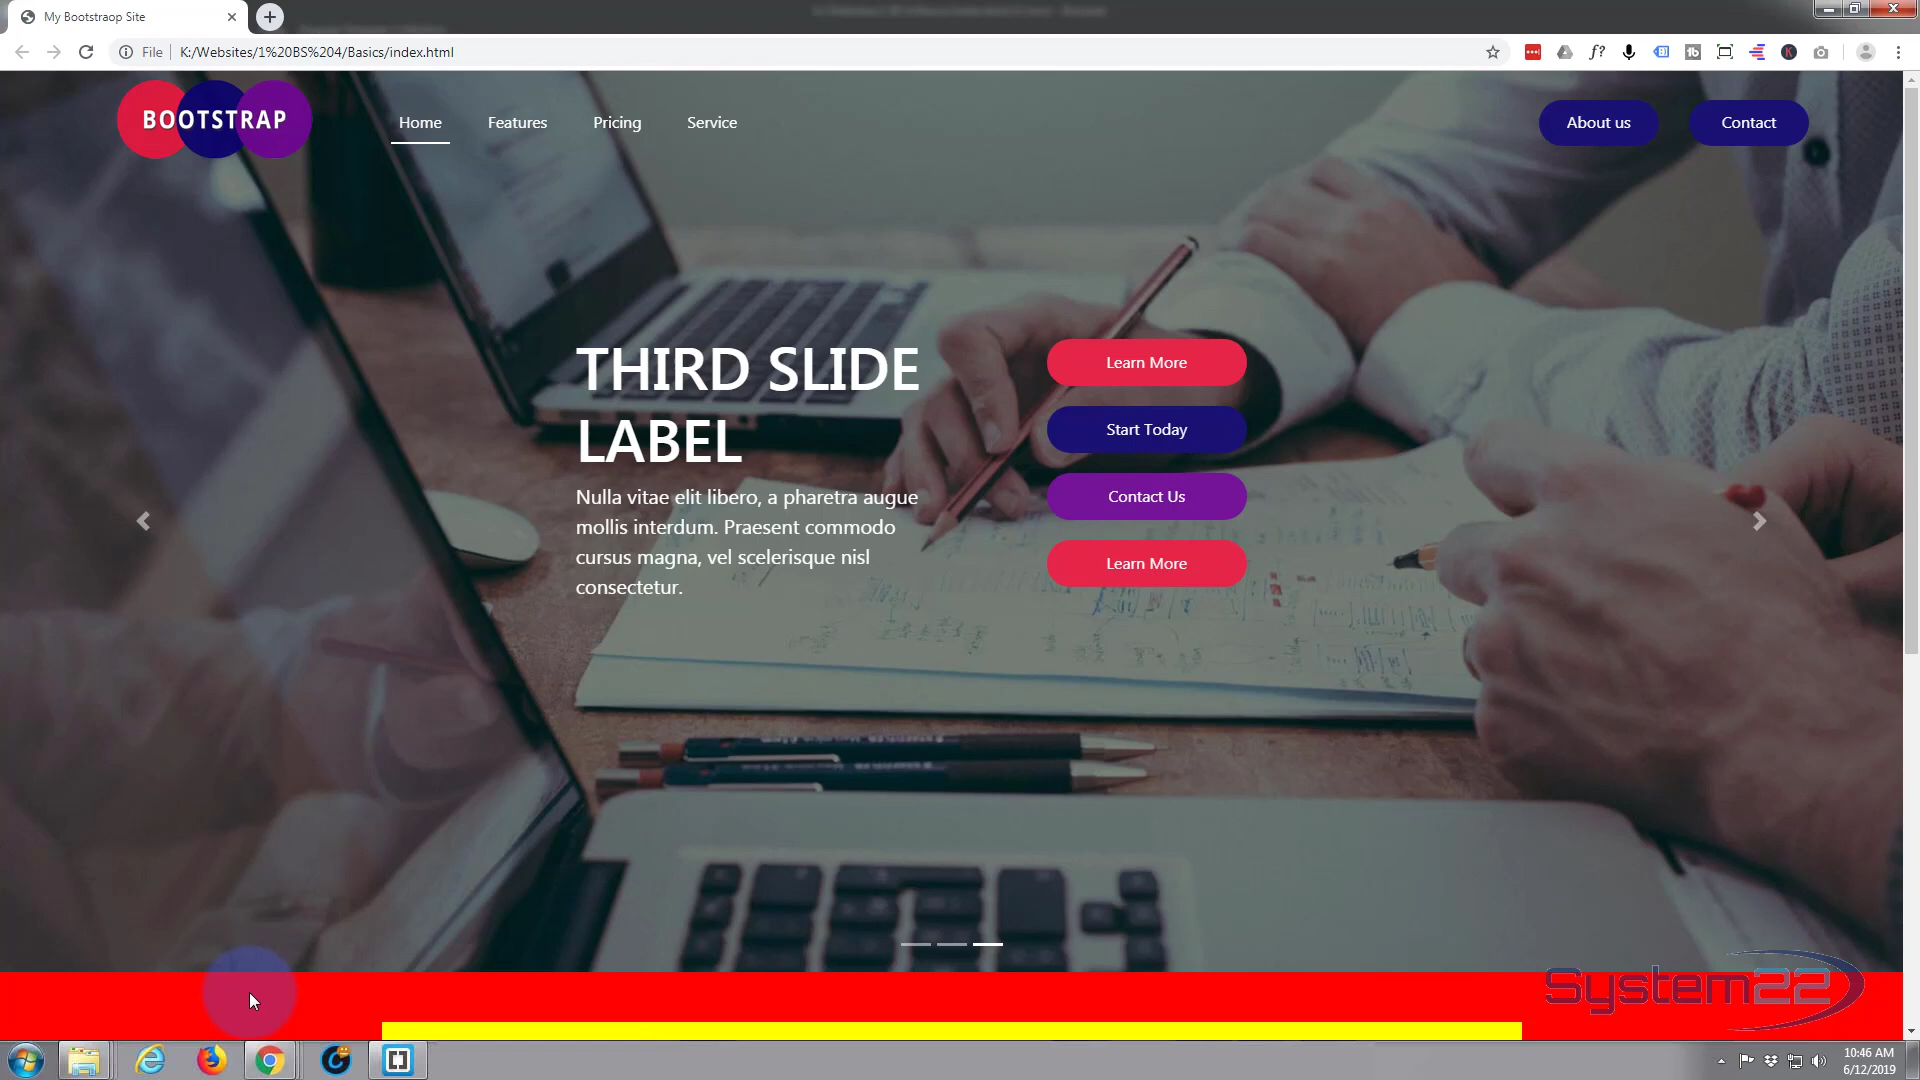 My Bootstraop Site
File
K:/Websites/1%20BS%204/Basics/index.html
BOOTSTRAP
Home
Features
Pricing
Service
About us
Contact
THIRD SLIDE
LABEL
Nulla vitae elit libero, a pharetra augue
mollis interdum. Praesent commodo
cursus magna, vel scelerisque nisl
consectetur.
Learn More
Start Today
Contact Us
Learn More
System22
10:46 AM
6/12/2019